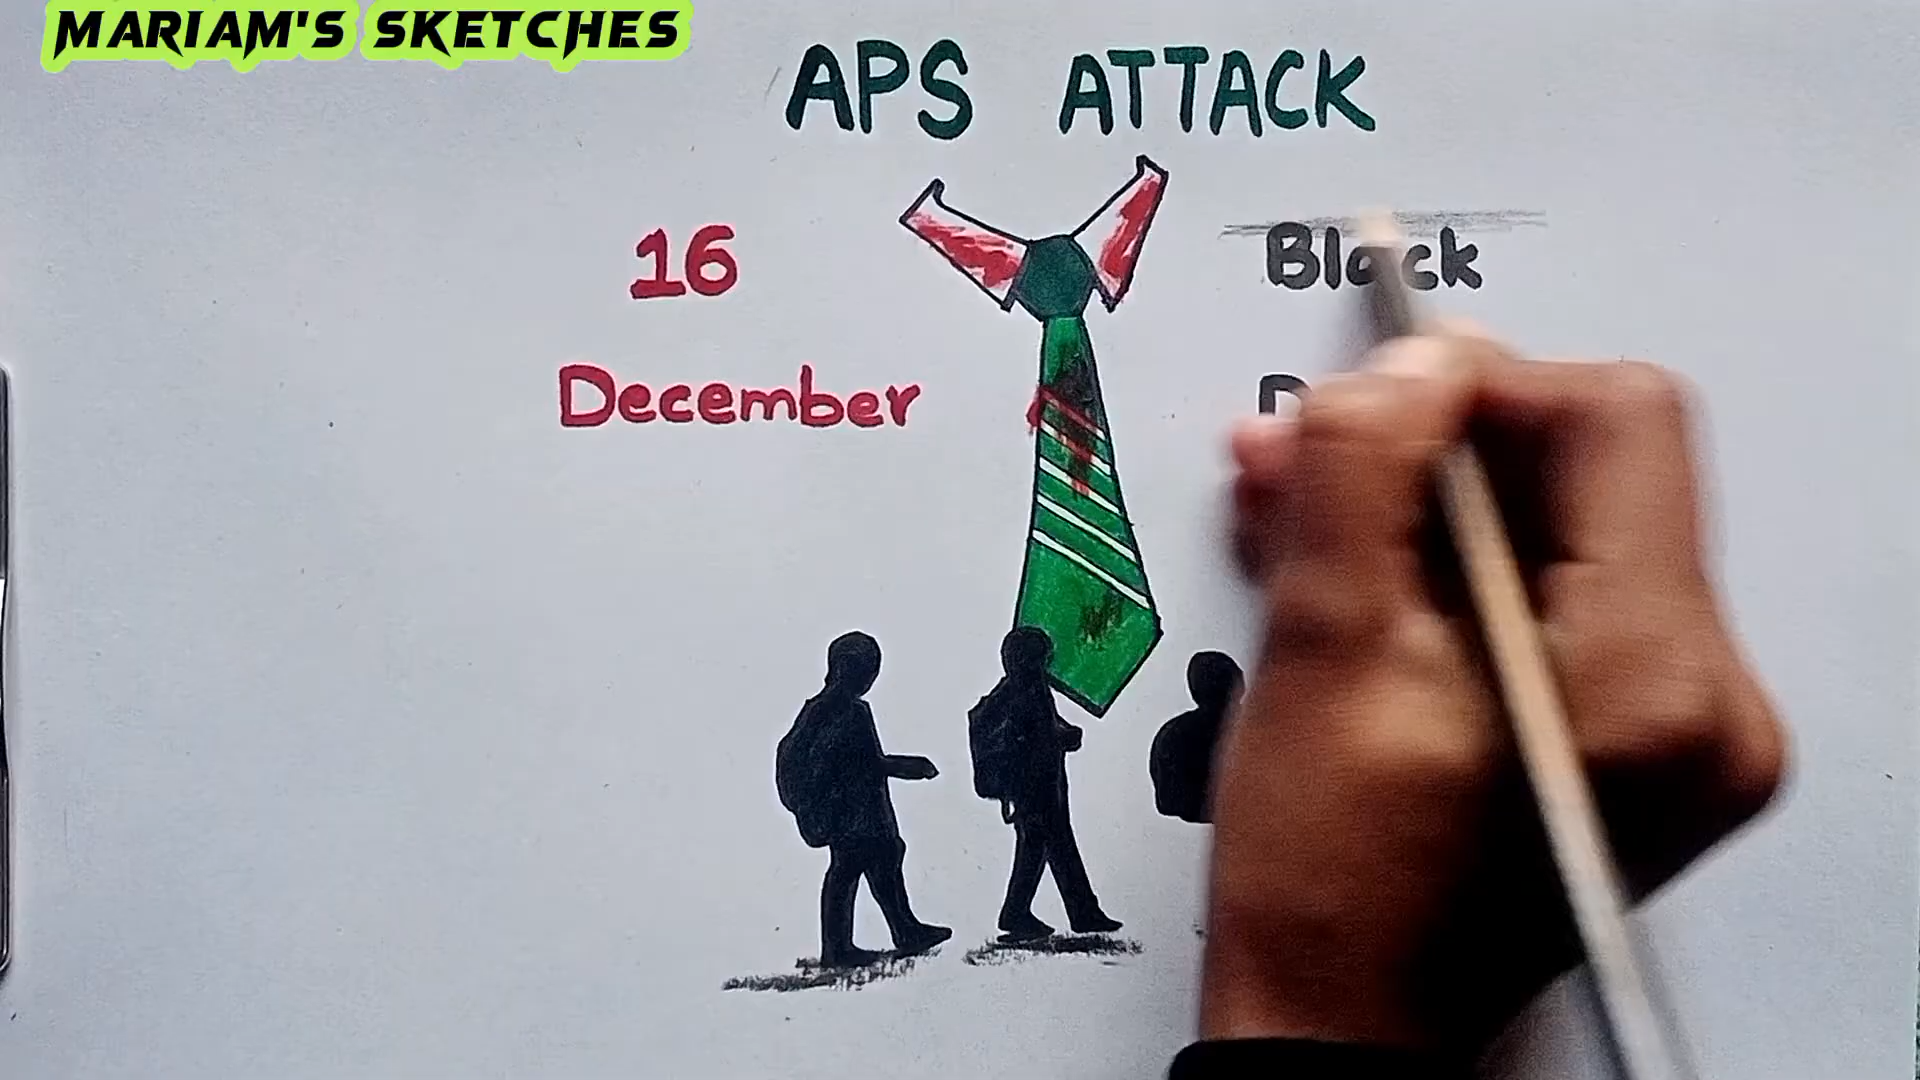 MARIAM'S SKETCHES
APS ATTACK
16
December
Black